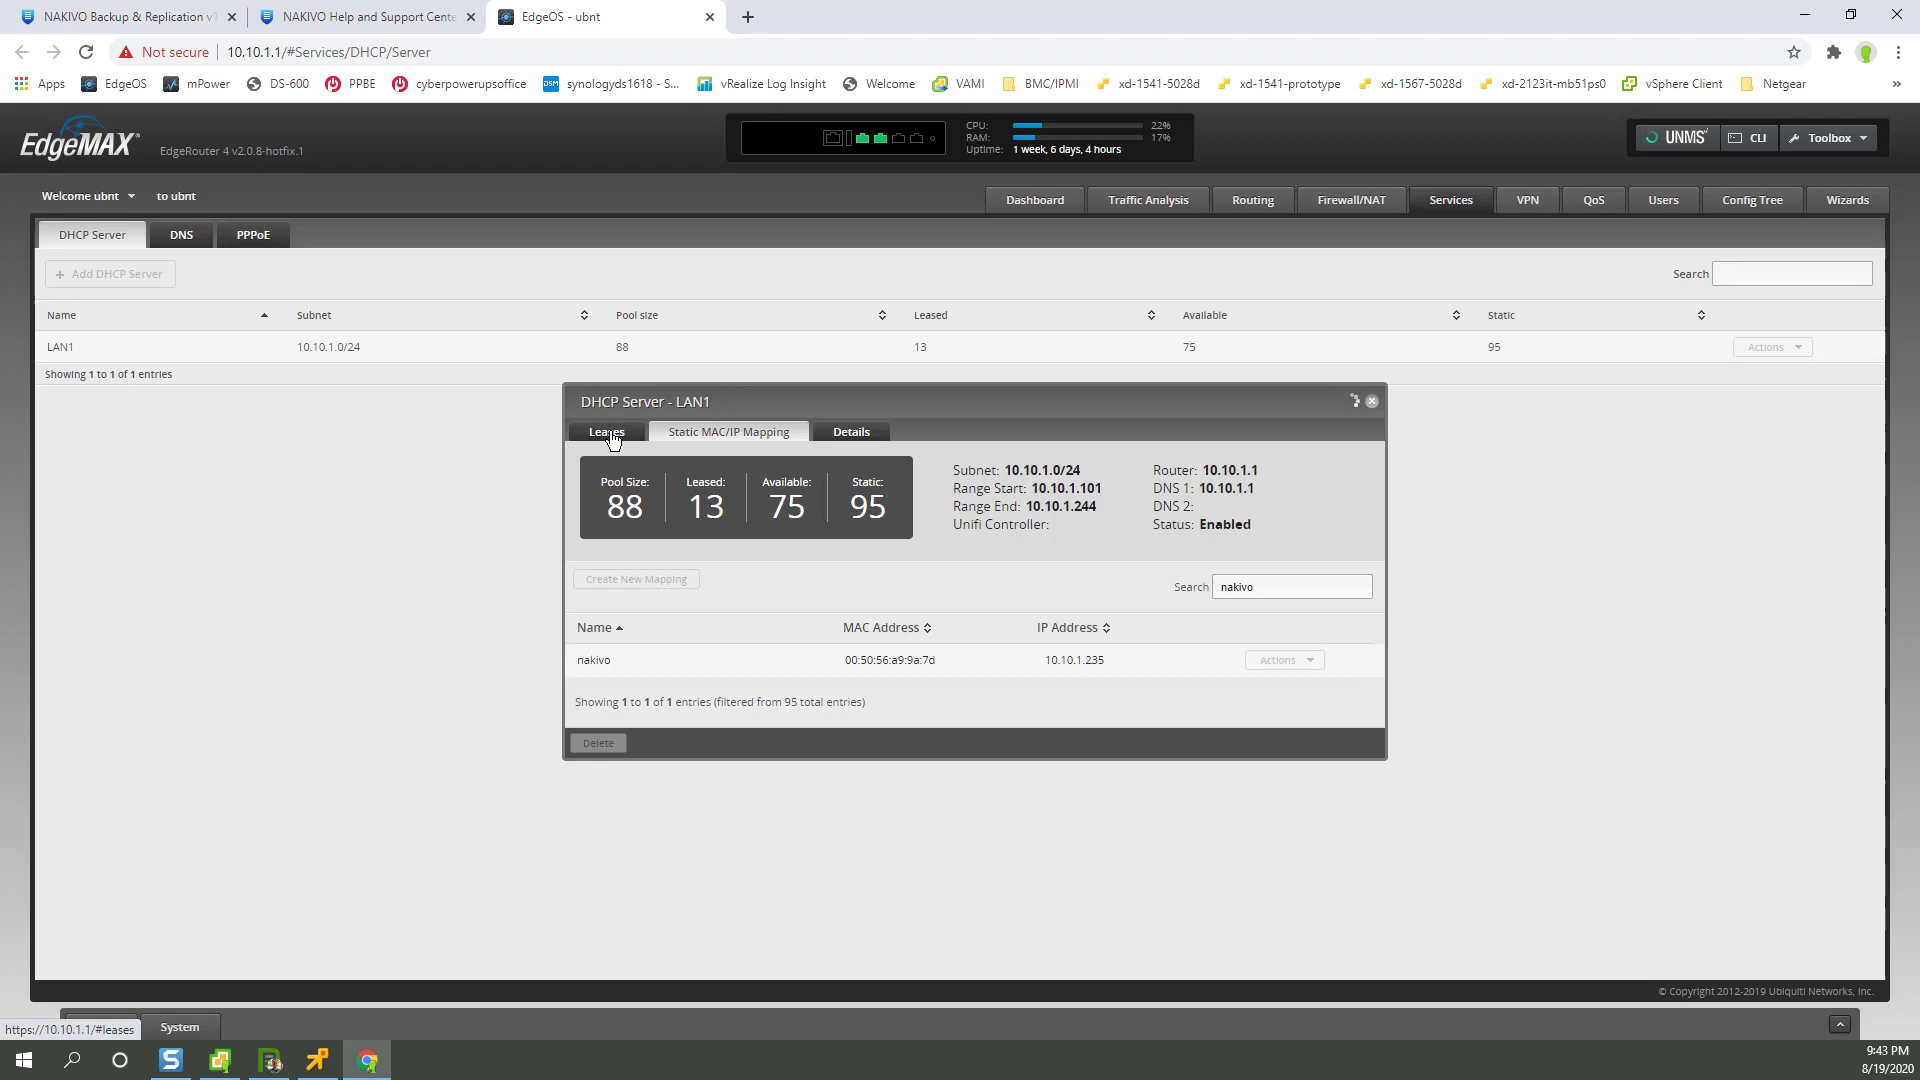 NAKIVO Backup & Replication v1
NAKIVO Help and Support Cente
EdgeOS - ubnt
Not secure
10.10.1.1/#Services/DHCP/Server
Apps
EdgeOS
mPower
DS-600
PPBE
cyberpowerupsoffice
DSM
synologyds1618 - S...
vRealize Log Insight
Welcome
VAMI
BMC/IPMI
xd-1541-5028d
xd-1541-prototype
xd-1567-5028d
xd-2123it-mb51ps0
vSphere Client
Netgear
»
EdgeMAX
EdgeRouter 4 v2.0.8-hotfix.1
CPU: 22%
RAM: 17%
Uptime: 1 week, 6 days, 4 hours
UNMS
CLI
Toolbox
Welcome ubnt
to ubnt
Dashboard
Traffic Analysis
Routing
Firewall/NAT
Services
VPN
QoS
Users
Config Tree
Wizards
DHCP Server
DNS
PPPoE
+ Add DHCP Server
Search
Name Subnet Pool size Leased Available Static
LAN1 10.10.1.0/24 88 13 75 95 Actions
Showing 1 to 1 of 1 entries
DHCP Server - LAN1
Leases
Static MAC/IP Mapping
Details
Pool Size: Leased: Available: Static:
88 13 75 95
Subnet: 10.10.1.0/24
Range Start: 10.10.1.101
Range End: 10.10.1.244
Unifi Controller:
Router: 10.10.1.1
DNS 1: 10.10.1.1
DNS 2:
Status: Enabled
Create New Mapping
Search nakivo
Name MAC Address IP Address
nakivo 00:50:56:a9:9a:7d 10.10.1.235 Actions
Showing 1 to 1 of 1 entries (filtered from 95 total entries)
Delete
© Copyright 2012-2019 Ubiquiti Networks, Inc.
https://10.10.1.1/#leases
System
9:43 PM
8/19/2020